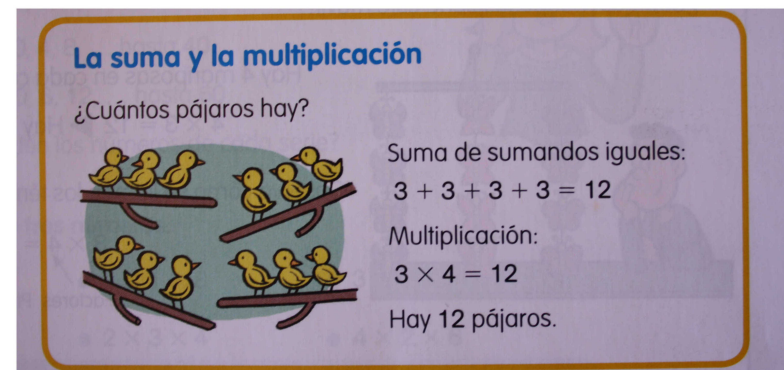 La suma y la multiplicación
¿Cuántos pájaros hay?
Suma de sumandos iguales:
3 + 3 + 3 + 3 = 12
Multiplicación:
3 × 4 = 12
Hay 12 pájaros.